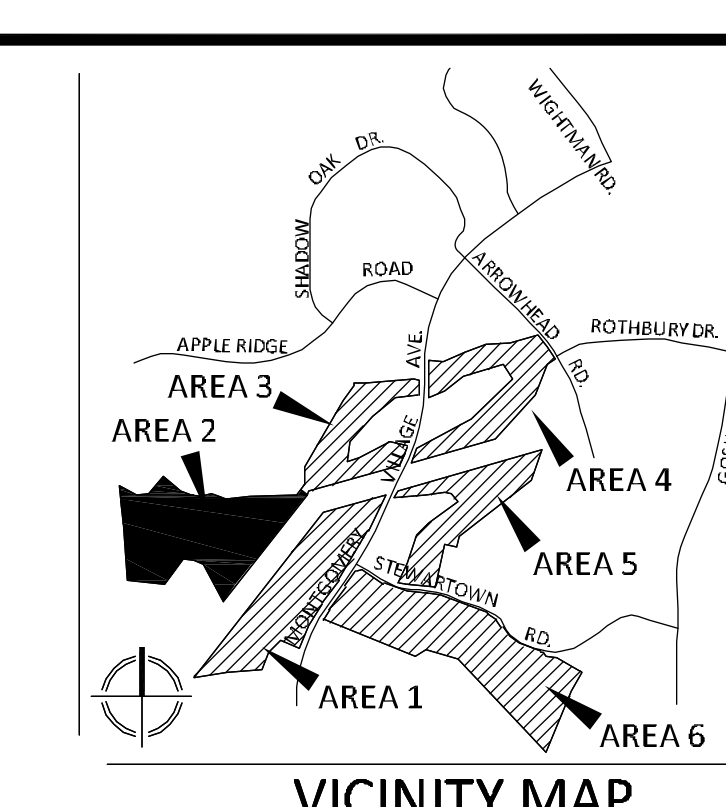 WIGHTMAN RD.
SHADOW OAK DR.
APPLE RIDGE ROAD
ARROWHEAD RD.
ROTHBURY DR.
MONTGOMERY VILLAGE AVE.
AREA 3
AREA 2
AREA 4
AREA 5
STEWARTOWN RD.
AREA 1
AREA 6
VICINITY MAP